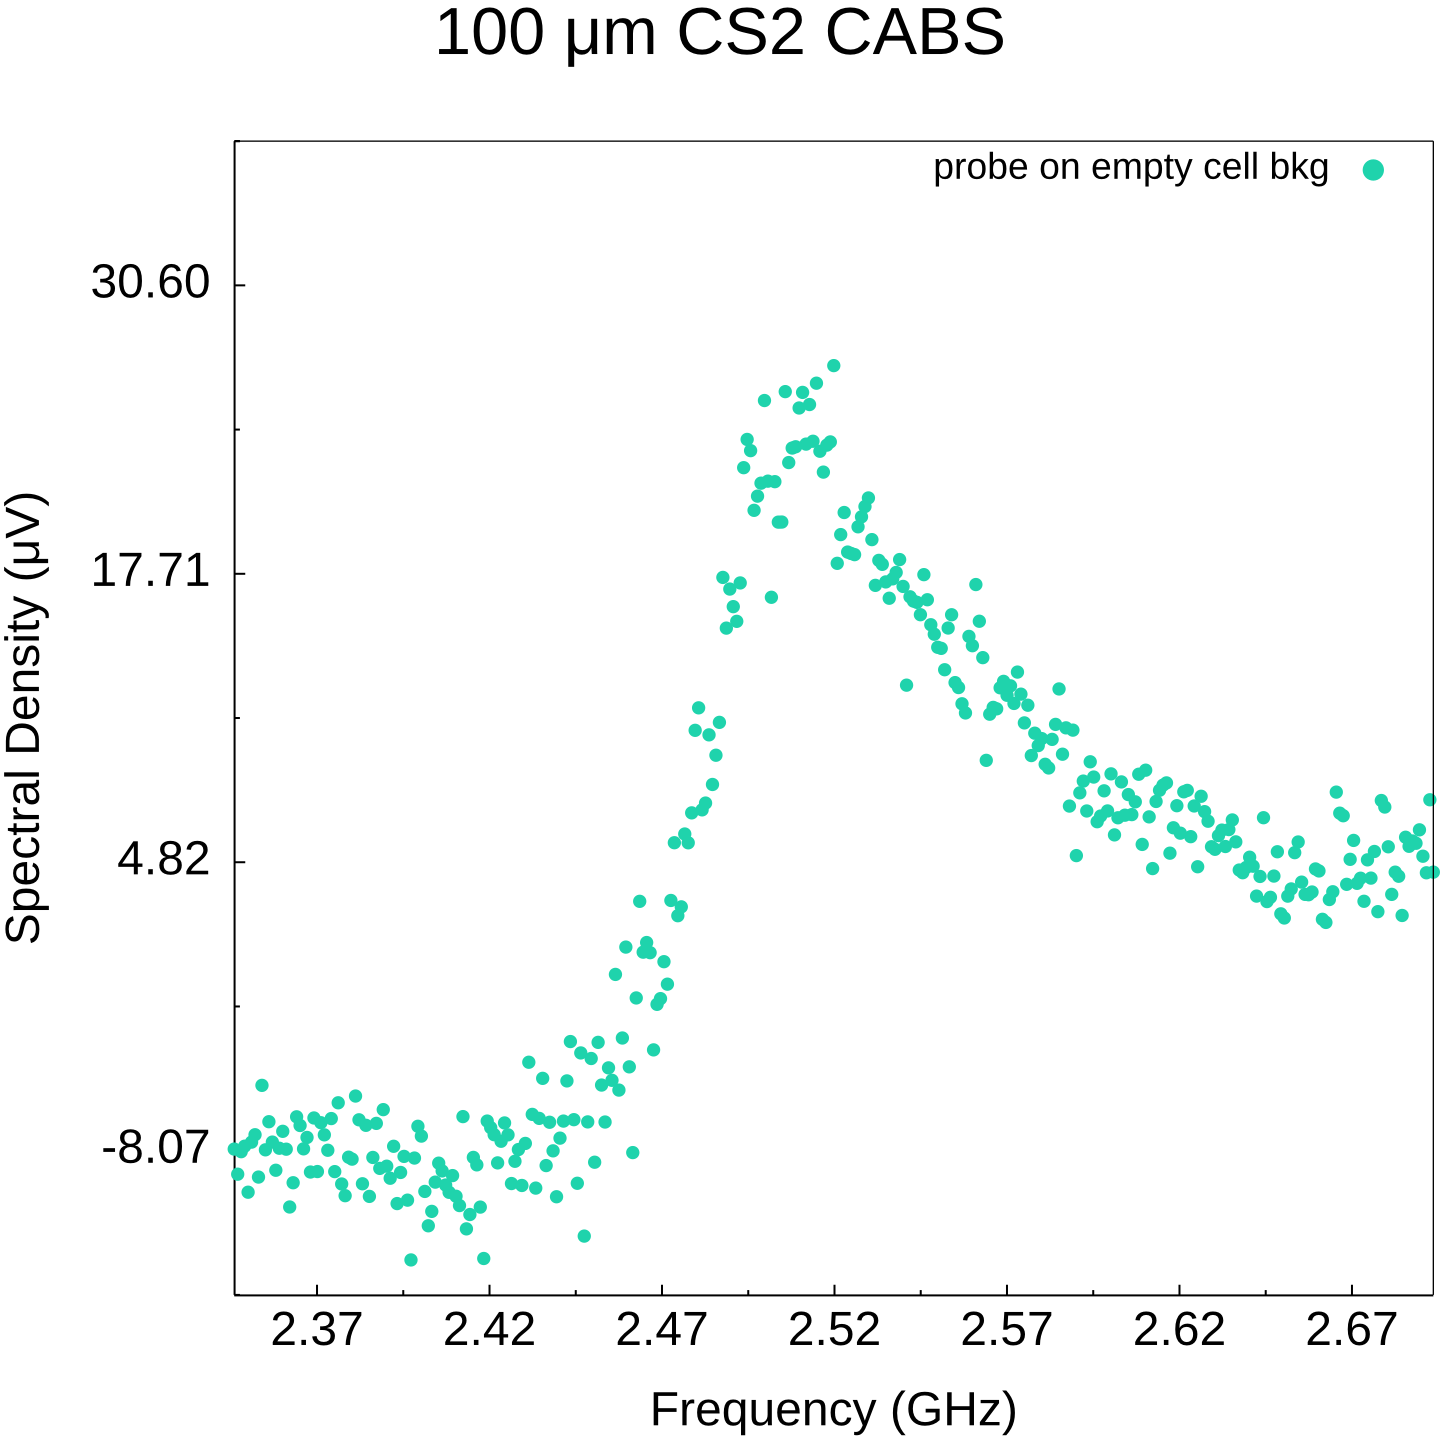 100 μm CS2 CABS
probe on empty cell bkg
30.60
17.71
4.82
-8.07
Spectral Density (μV)
2.37 2.42 2.47 2.52 2.57 2.62 2.67
Frequency (GHz)